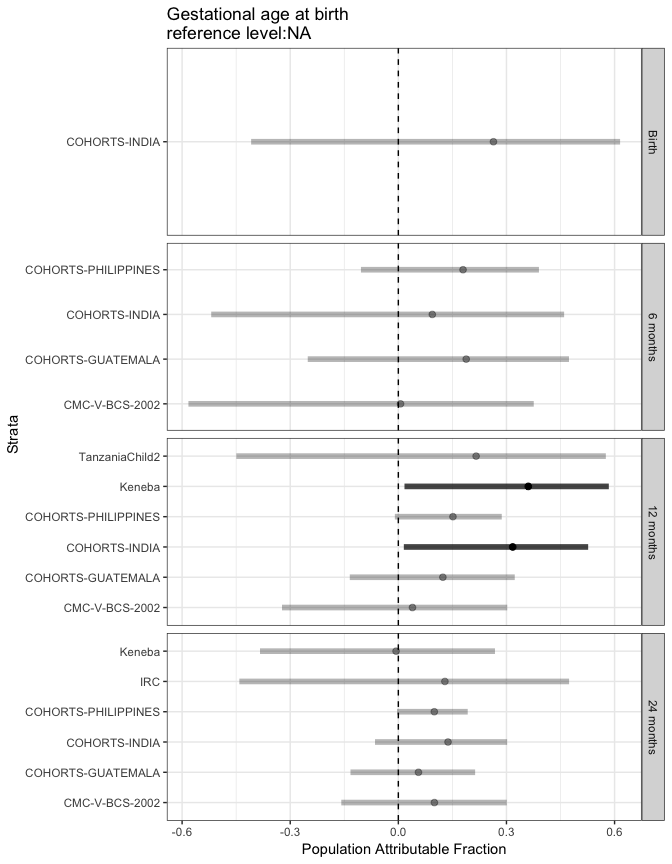 Gestational age at birth
reference level:NA
COHORTS-INDIA
Birth
COHORTS-PHILIPPINES
COHORTS-INDIA
COHORTS-GUATEMALA
CMC-V-BCS-2002
6 months
TanzaniaChild2
Keneba
COHORTS-PHILIPPINES
COHORTS-INDIA
COHORTS-GUATEMALA
CMC-V-BCS-2002
12 months
Keneba
IRC
COHORTS-PHILIPPINES
COHORTS-INDIA
COHORTS-GUATEMALA
CMC-V-BCS-2002
24 months
Strata
-0.6 -0.3 0.0 0.3 0.6
Population Attributable Fraction